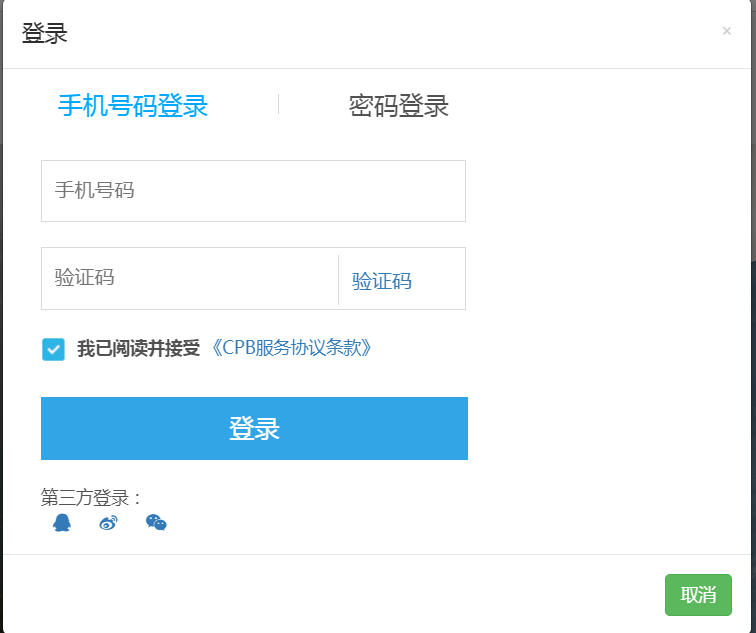 登录 ×
手机号码登录 密码登录
手机号码
验证码 验证码
我已阅读并接受《CPB服务协议条款》
登录
第三方登录：
取消